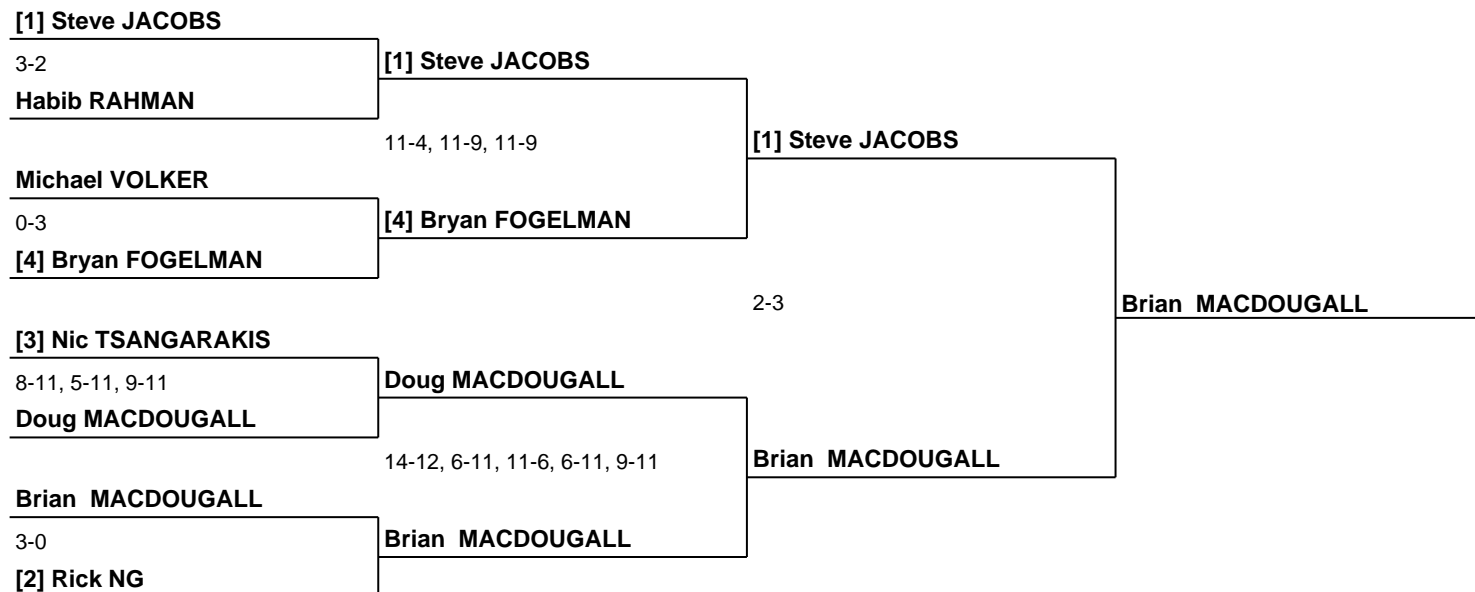 [1] Steve JACOBS
3-2
[1] Steve JACOBS
Habib RAHMAN
11-4, 11-9, 11-9
[1] Steve JACOBS
Michael VOLKER
0-3
[4] Bryan FOGELMAN
[4] Bryan FOGELMAN
2-3
Brian MACDOUGALL
[3] Nic TSANGARAKIS
8-11, 5-11, 9-11
Doug MACDOUGALL
Doug MACDOUGALL
14-12, 6-11, 11-6, 6-11, 9-11
Brian MACDOUGALL
Brian MACDOUGALL
3-0
Brian MACDOUGALL
[2] Rick NG